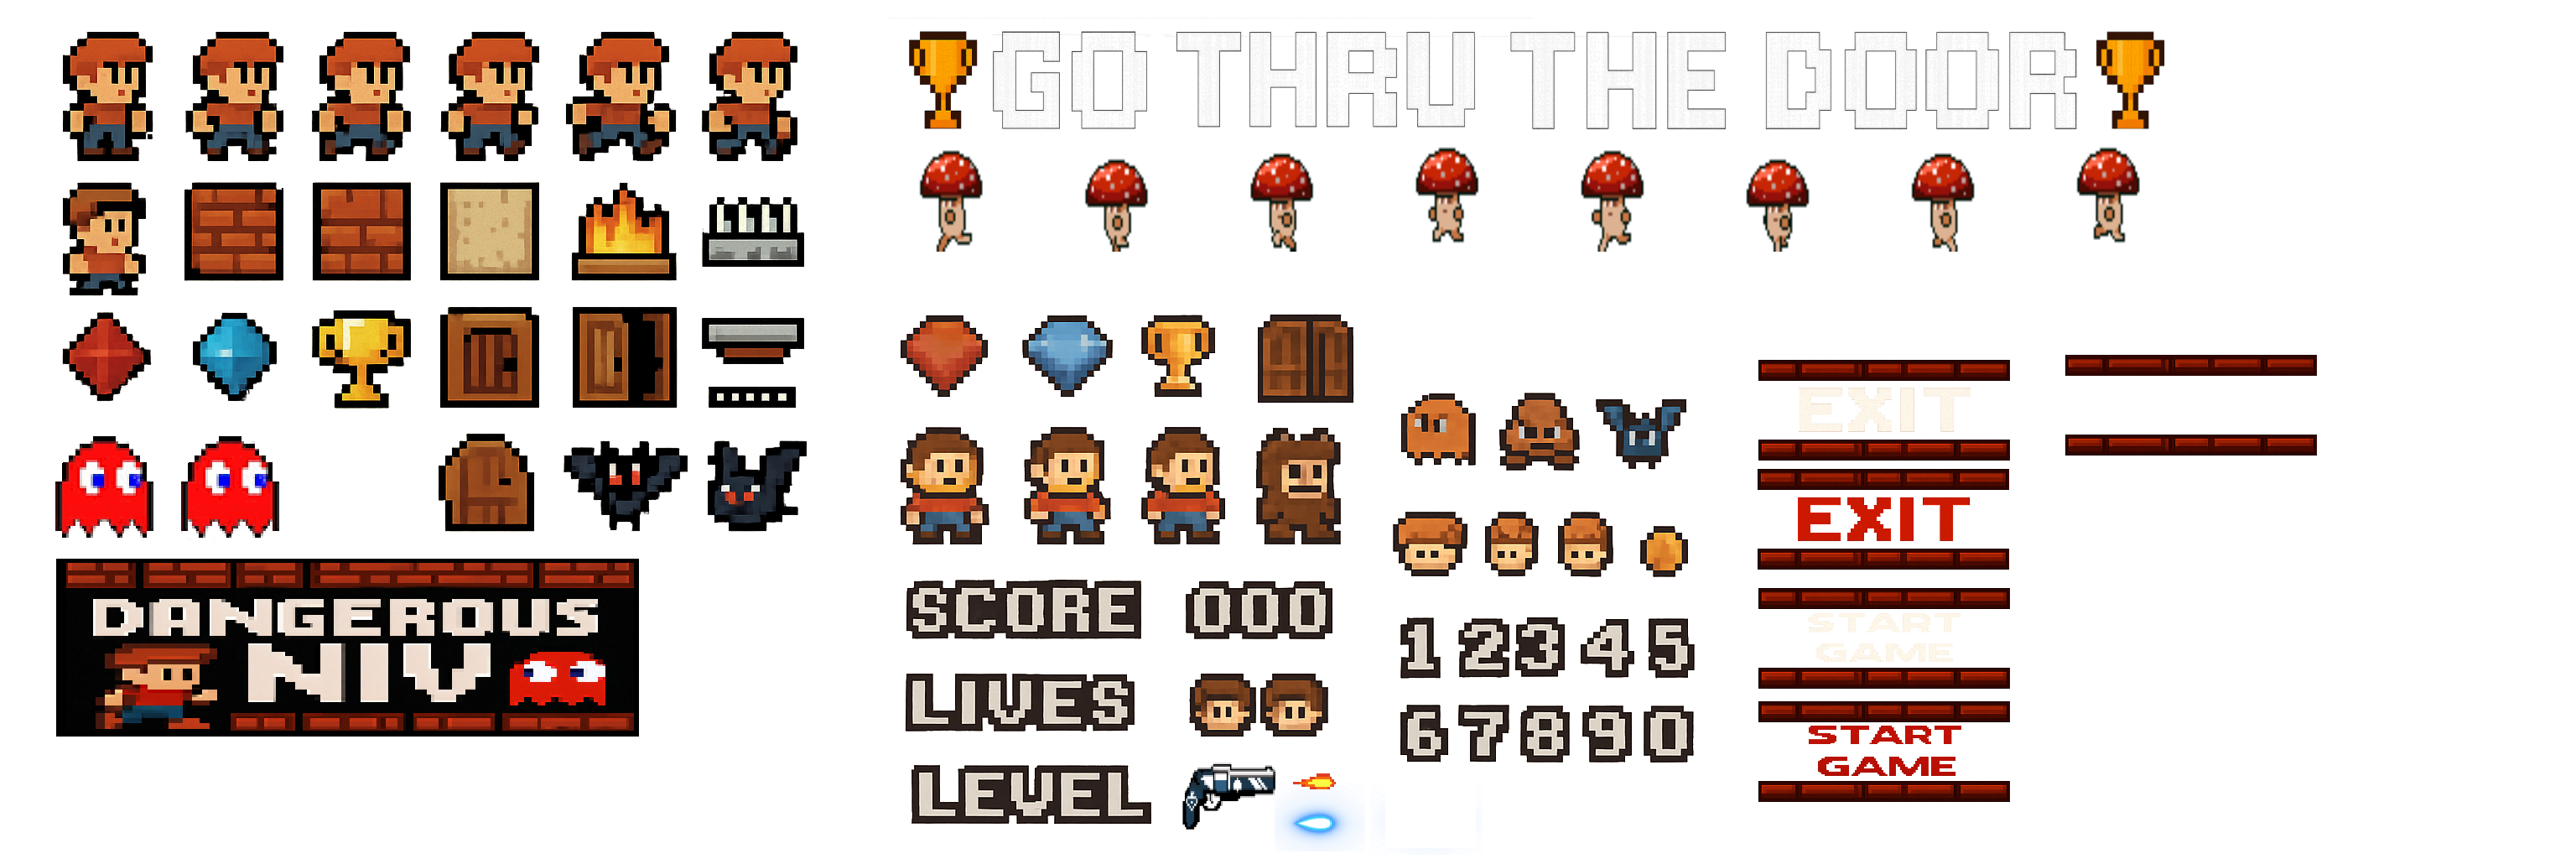 GO THRU THE DOOR
DANGEROUS
NIV
SCORE 000
LIVES
LEVEL
1 2 3 4 5
6 7 8 9 0
EXIT
EXIT
START
GAME
START
GAME